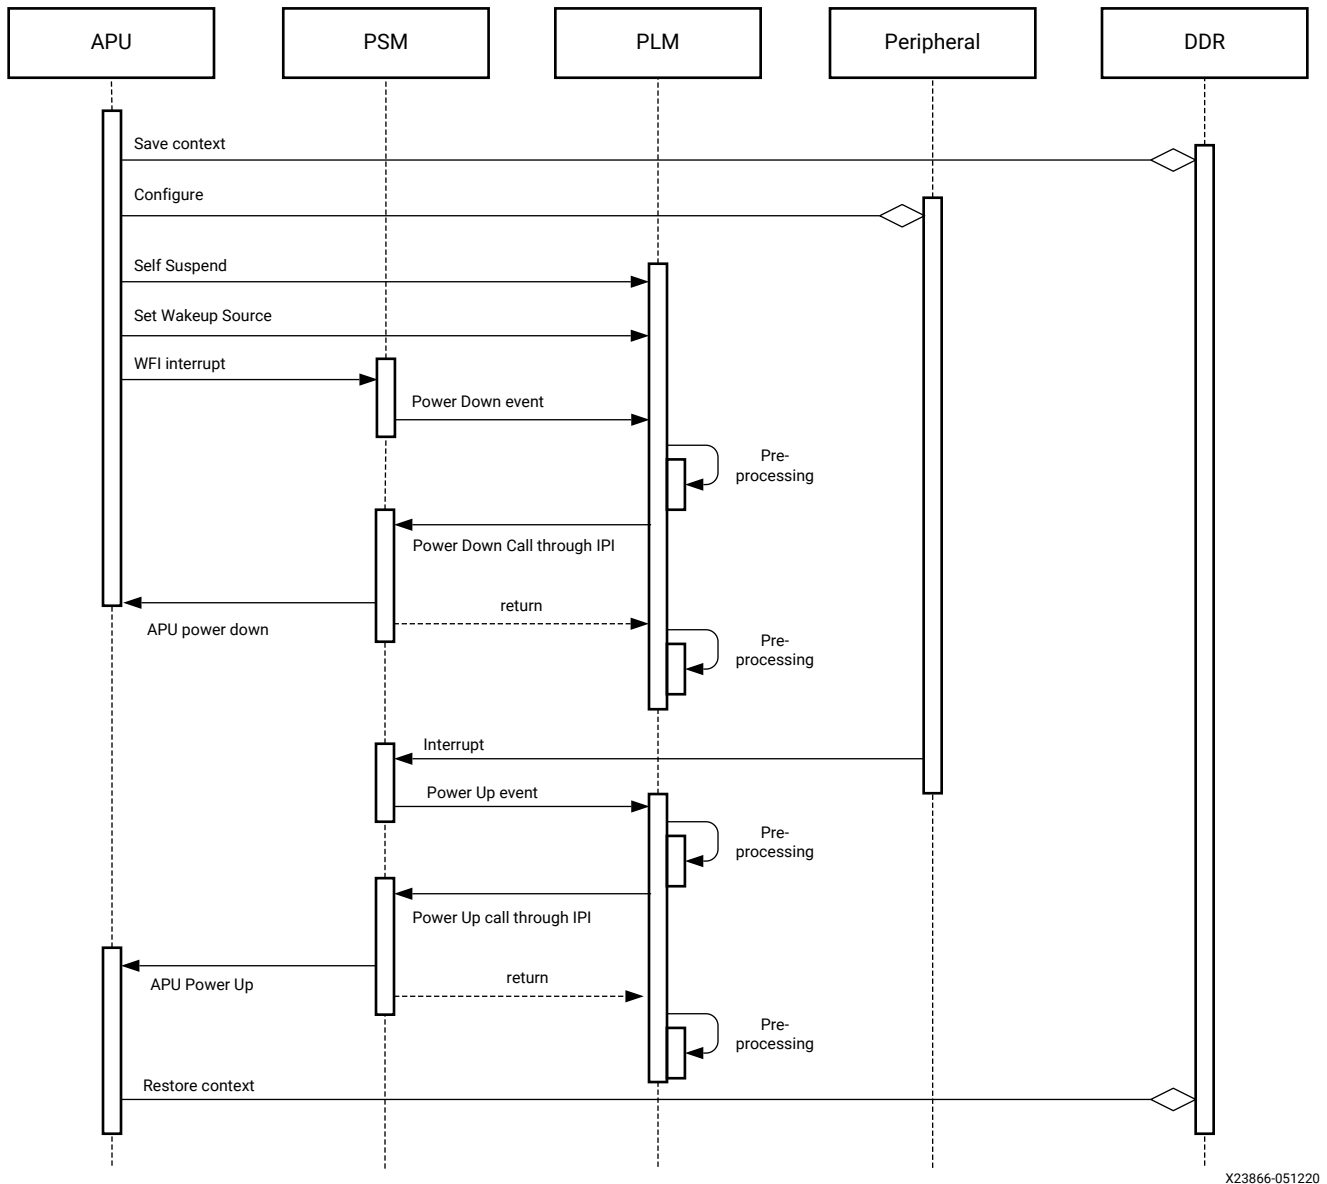 APU
PSM
PLM
Peripheral
DDR
Save context
Configure
Self Suspend
Set Wakeup Source
WFI interrupt
Power Down event
Pre-
processing
Power Down Call through IPI
return
APU power down
Pre-
processing
Interrupt
Power Up event
Pre-
processing
Power Up call through IPI
return
APU Power Up
Pre-
processing
Restore context
X23866-051220